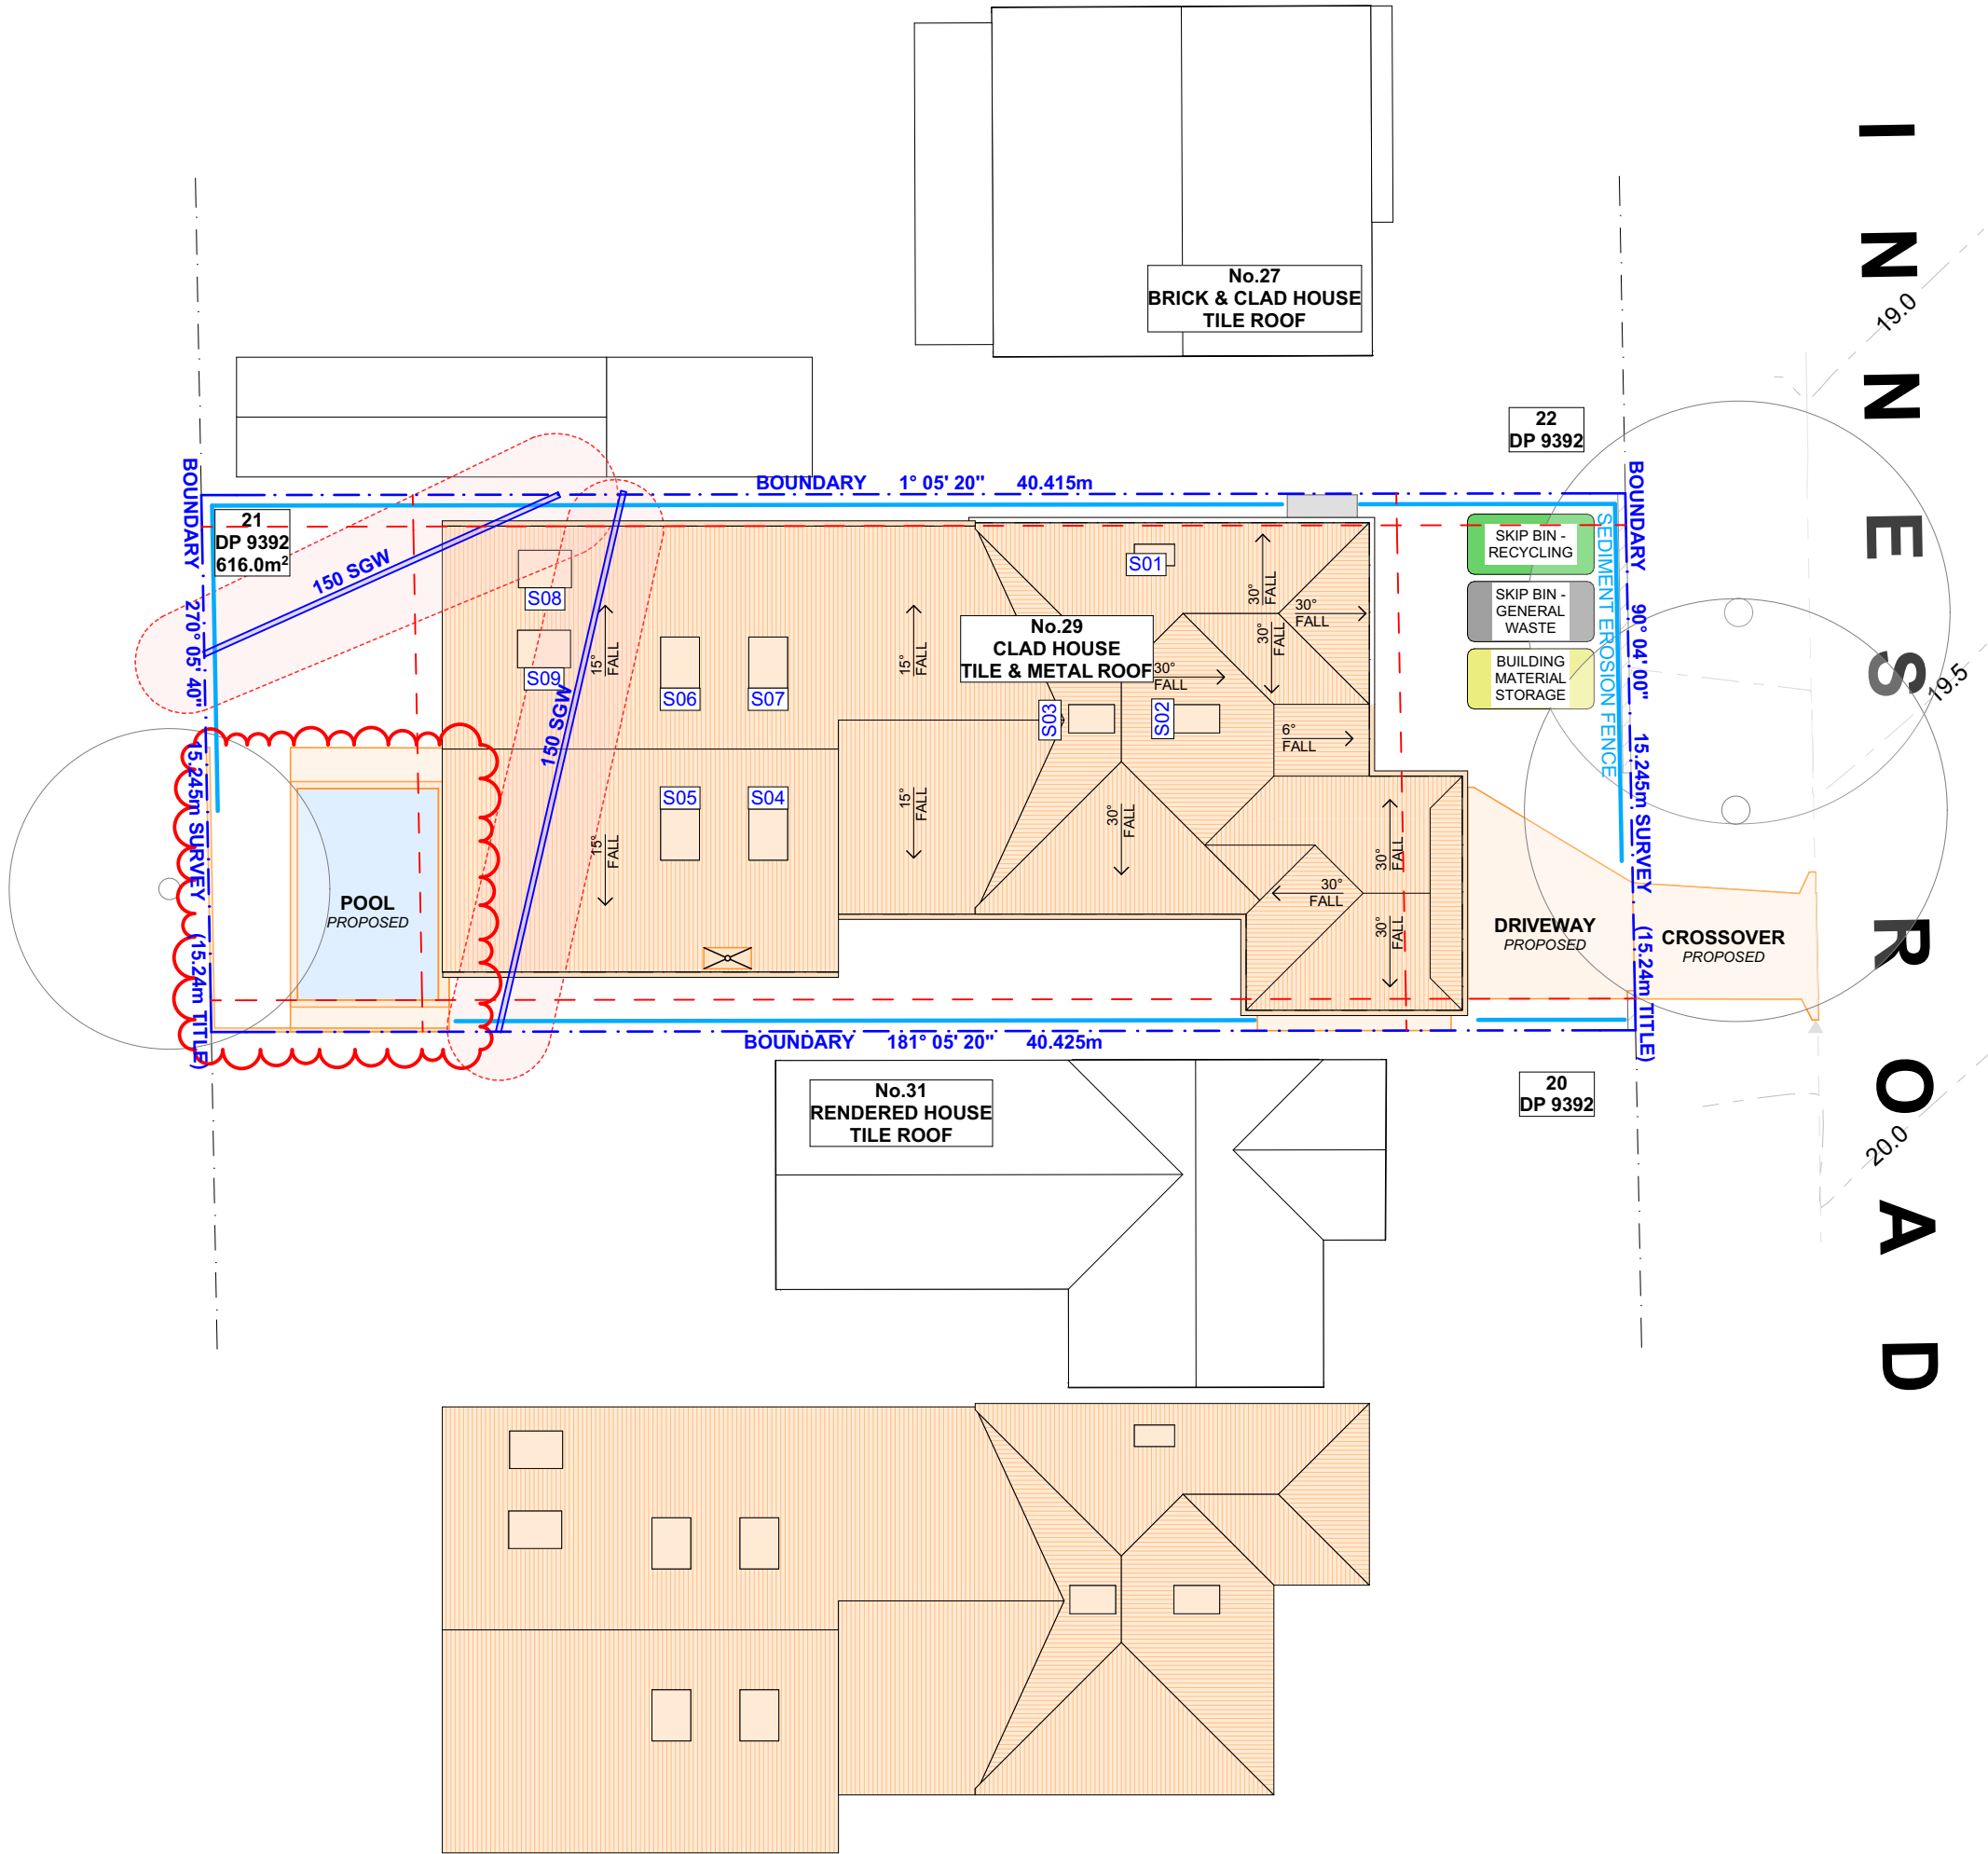 INNES ROAD
19.0
19.5
20.0
No.27
BRICK & CLAD HOUSE
TILE ROOF
22
DP 9392
BOUNDARY 1° 05' 20" 40.415m
BOUNDARY 270° 05' 40" 15.245m SURVEY (15.24m TITLE)
BOUNDARY 90° 04' 00" 15.245m SURVEY (15.24m TITLE)
SEDIMENT EROSION FENCE
21
DP 9392
616.0m²
150 SGW
150 SGW
SKIP BIN -
RECYCLING
SKIP BIN -
GENERAL
WASTE
BUILDING
MATERIAL
STORAGE
S08
S09
S06
S07
S05
S04
S01
S03
S02
No.29
CLAD HOUSE
TILE & METAL ROOF
15°
FALL
15°
FALL
15°
FALL
15°
FALL
30°
FALL
30°
FALL
30°
FALL
30°
FALL
6°
FALL
30°
FALL
30°
FALL
30°
FALL
30°
FALL
POOL
PROPOSED
DRIVEWAY
PROPOSED
CROSSOVER
PROPOSED
BOUNDARY 181° 05' 20" 40.425m
No.31
RENDERED HOUSE
TILE ROOF
20
DP 9392